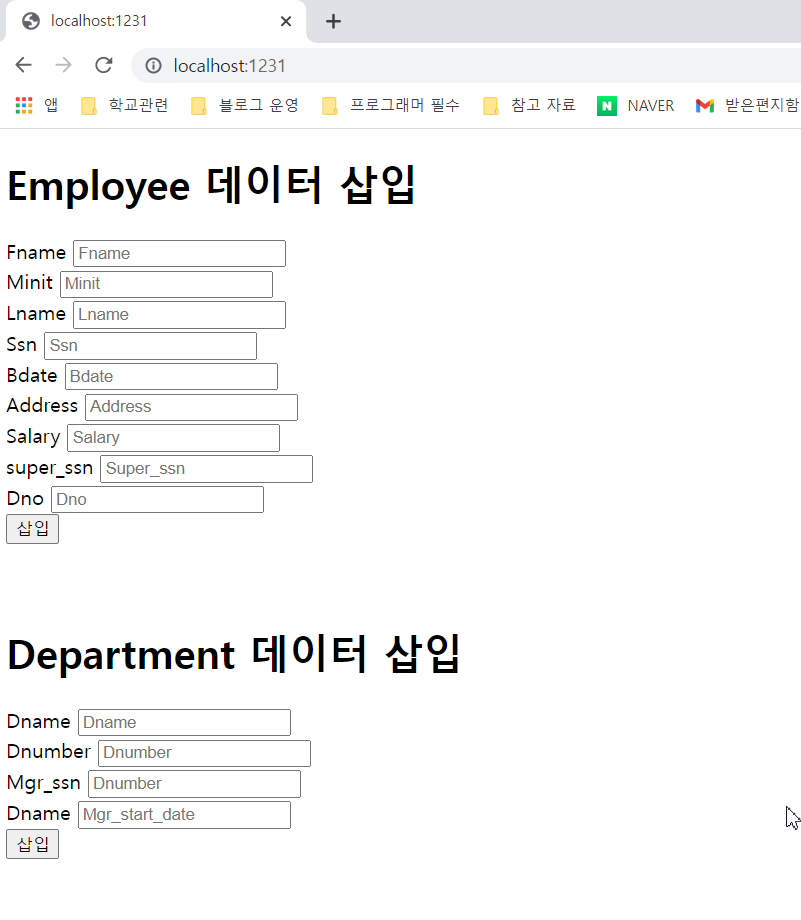 localhost:1231
localhost:1231
앱 학교관련 블로그 운영 프로그래머 필수 참고 자료 N NAVER M 받은편지함
Employee 데이터 삽입
Fname Fname
Minit Minit
Lname Lname
Ssn Ssn
Bdate Bdate
Address Address
Salary Salary
super_ssn Super_ssn
Dno Dno
삽입
Department 데이터 삽입
Dname Dname
Dnumber Dnumber
Mgr_ssn Dnumber
Dname Mgr_start_date
삽입